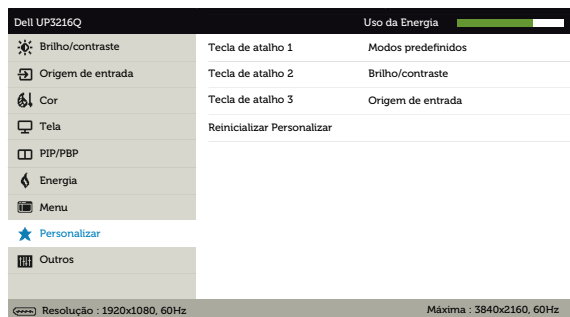 Dell UP3216Q Uso da Energia
Brilho/contraste Tecla de atalho 1 Modos predefinidos
Origem de entrada Tecla de atalho 2 Brilho/contraste
Cor Tecla de atalho 3 Origem de entrada
Tela Reinicializar Personalizar
PIP/PBP
Energia
Menu
Personalizar
Outros
Resolução : 1920x1080, 60Hz Máxima : 3840x2160, 60Hz